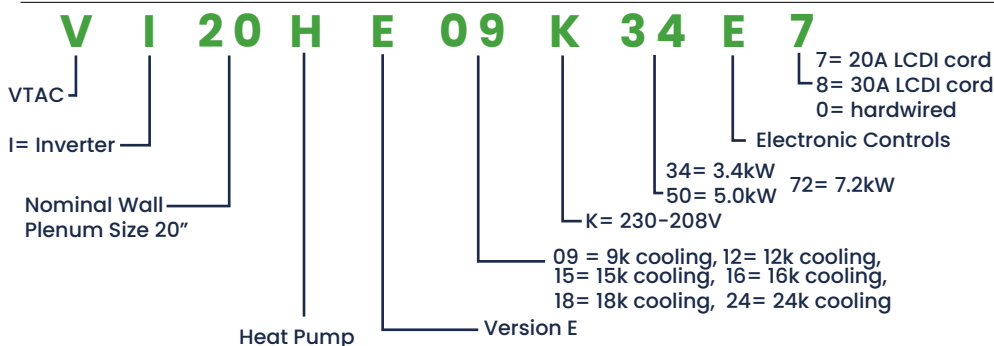 V I 20 H E 09 K 34 E 7
7= 20A LCDI cord
8= 30A LCDI cord
0= hardwired
VTAC
Electronic Controls
I= Inverter
34= 3.4kW
50= 5.0kW
72= 7.2kW
Nominal Wall
Plenum Size 20”
K= 230-208V
09 = 9k cooling, 12= 12k cooling,
15= 15k cooling, 16= 16k cooling,
18= 18k cooling, 24= 24k cooling
Version E
Heat Pump